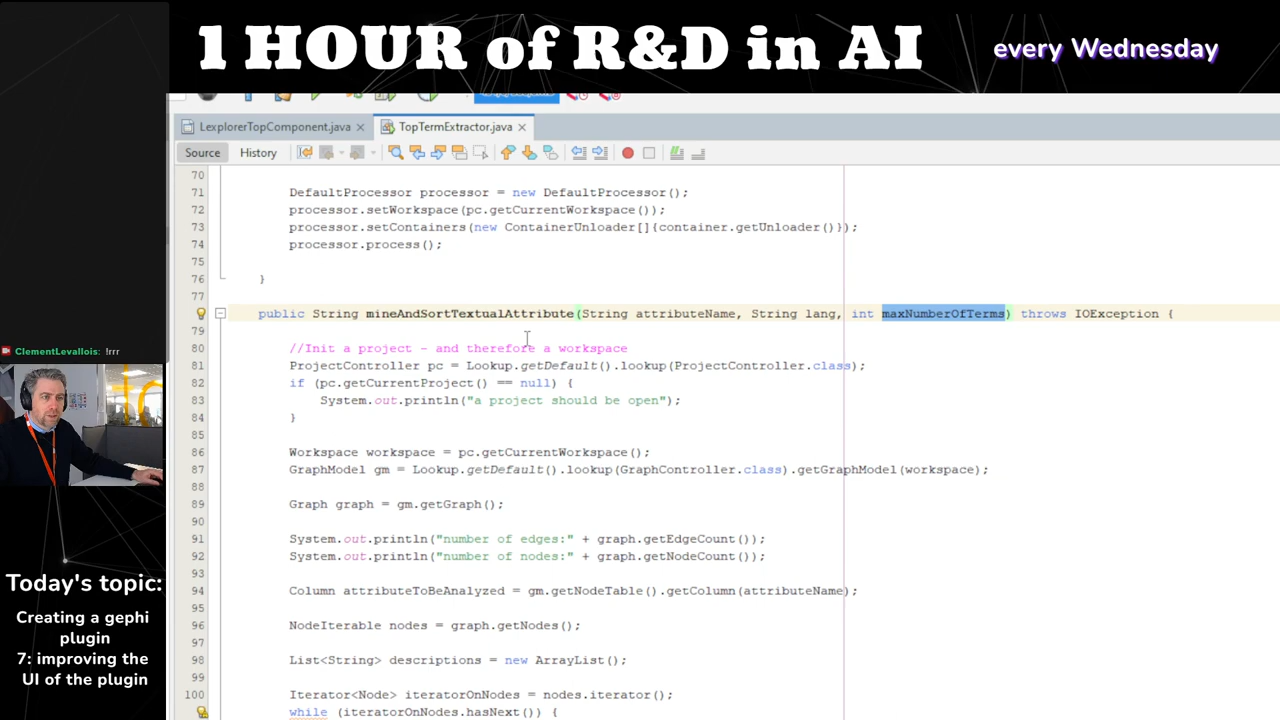 1 HOUR of R&D in AI
every Wednesday
LexplorerTopComponent.java
TopTermExtractor.java
Source
History
70
71 DefaultProcessor processor = new DefaultProcessor();
72 processor.setWorkspace(pc.getCurrentWorkspace());
73 processor.setContainers(new ContainerUnloader[]{container.getUnloader()});
74 processor.process();
75
76 }
77
public String mineAndSortTextualAttribute(String attributeName, String lang, int maxNumberOfTerms) throws IOException {
79
80 //Init a project - and therefore a workspace
81 ProjectController pc = Lookup.getDefault().lookup(ProjectController.class);
82 if (pc.getCurrentProject() == null) {
83 System.out.println("a project should be open");
84 }
85
86 Workspace workspace = pc.getCurrentWorkspace();
87 GraphModel gm = Lookup.getDefault().lookup(GraphController.class).getGraphModel(workspace);
88
89 Graph graph = gm.getGraph();
90
91 System.out.println("number of edges:" + graph.getEdgeCount());
92 System.out.println("number of nodes:" + graph.getNodeCount());
93
94 Column attributeToBeAnalyzed = gm.getNodeTable().getColumn(attributeName);
95
96 NodeIterable nodes = graph.getNodes();
97
98 List<String> descriptions = new ArrayList();
99
100 Iterator<Node> iteratorOnNodes = nodes.iterator();
while (iteratorOnNodes.hasNext()) {
ClementLevallois: !rrr
Today's topic:
Creating a gephi
plugin
7: improving the
UI of the plugin